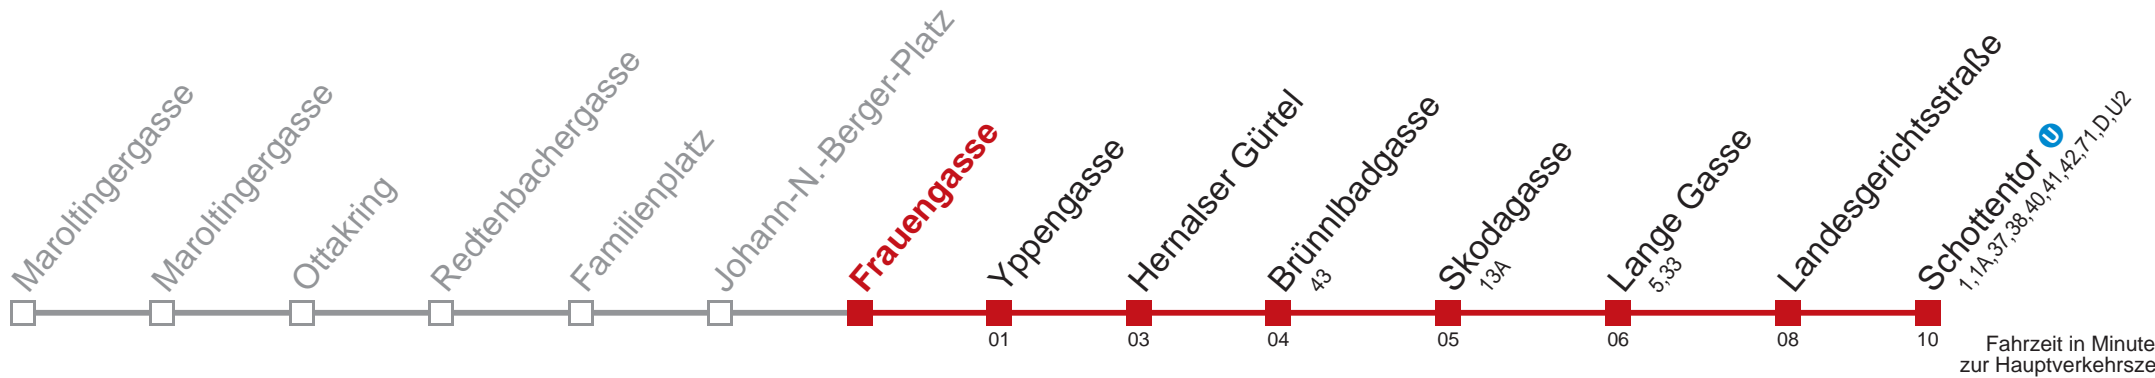 Maroltingergasse
Maroltingergasse
Ottakring
Redtenbachergasse
Familienplatz
Johann-N.-Berger-Platz
Frauengasse
Yppengasse
Hernalser Gürtel
Brünnlbadgasse
43
Skodagasse
13A
Lange Gasse
5,33
Landesgerichtsstraße
Schottentor U
1,1A,37,38,40,41,42,71,D,U2
01
03
04
05
06
08
10
Fahrzeit in Minute
zur Hauptverkehrsze